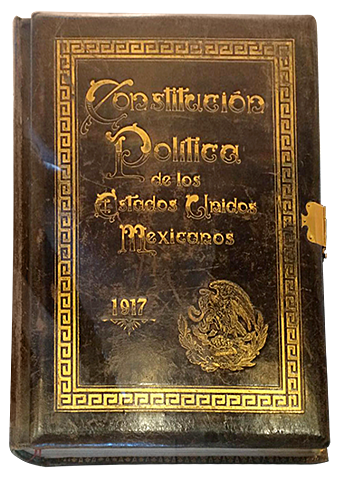 Constitución
Política
de los
Estados Unidos
Mexicanos
1917